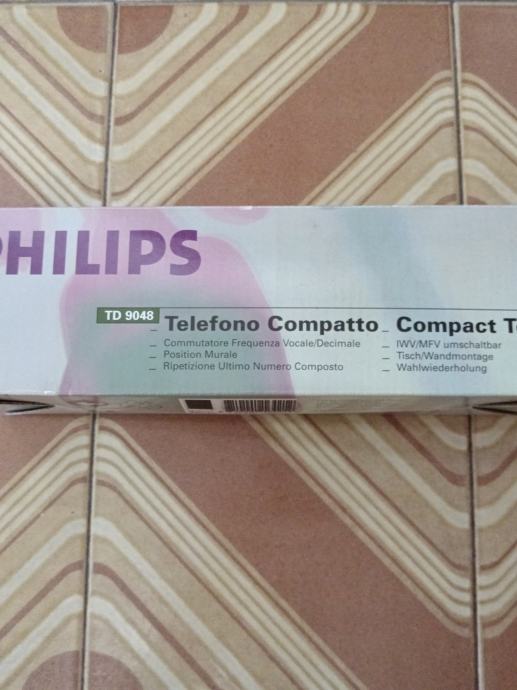 PHILIPS
TD 9048
Telefono Compatto
Commutatore Frequenza Vocale/Decimale
Position Murale
Ripetizione Ultimo Numero Composto
Compact
IWV/MFV umschaltbar
Tisch/Wandmontage
Wahlwiederholung